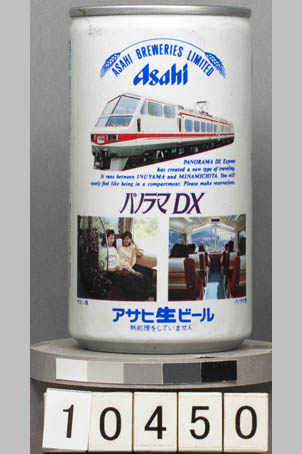 ASAHI BREWERIES LIMITED
Asahi
PANORAMA DX Express
has created a new type of traveling
It runs between INUYAMA and MINAMICHITA. You will
surely feel like being in a compartment. Please make reservations.
パノラマDX
アサヒ生ビール
熱処理をしていません
10450